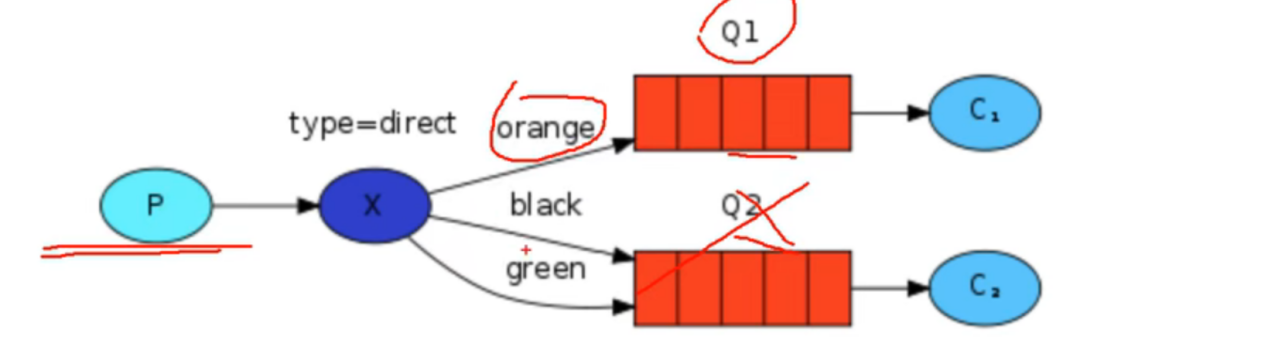 Q1
type=direct
orange
C₁
P
X
black
Q2
green
C₂